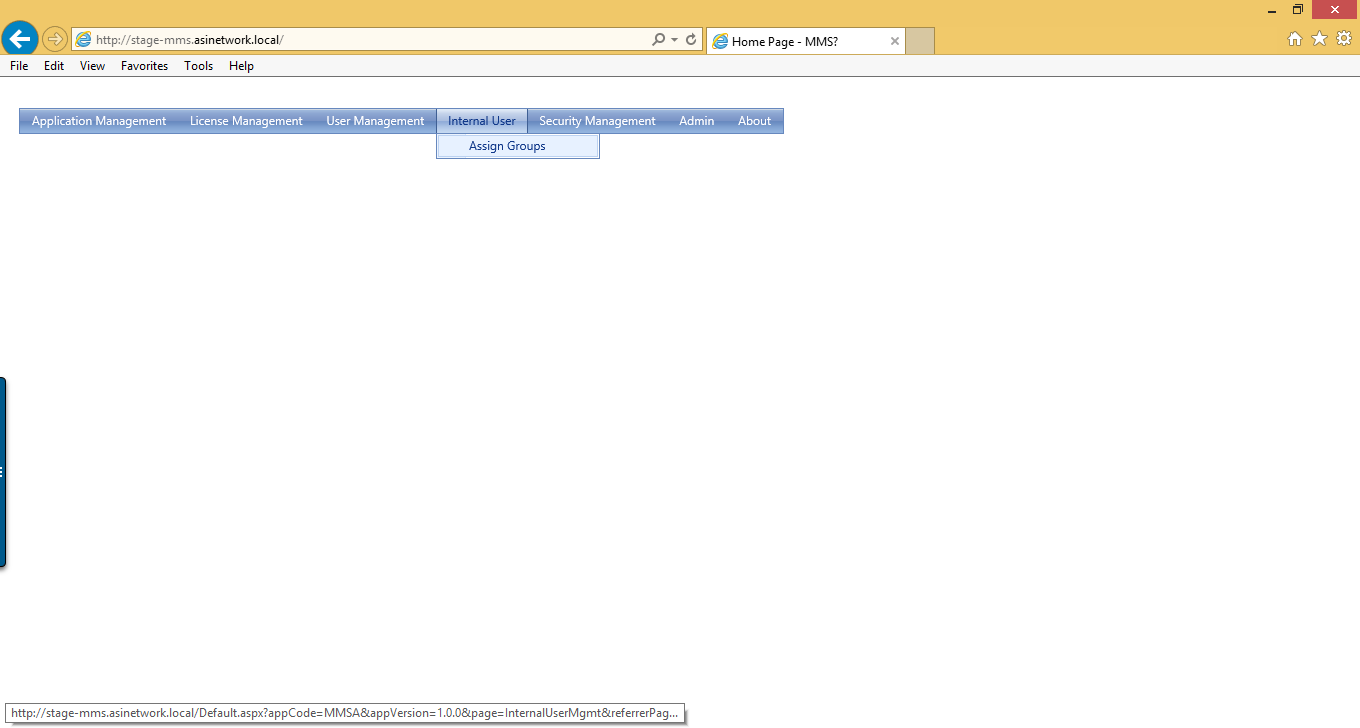 http://stage-mms.asinetwork.local/
Home Page - MMS?
File Edit View Favorites Tools Help
Application Management License Management User Management Internal User Security Management Admin About
Assign Groups
http://stage-mms.asinetwork.local/Default.aspx?appCode=MMSA&appVersion=1.0.0&page=InternalUserMgmt&referrerPag...